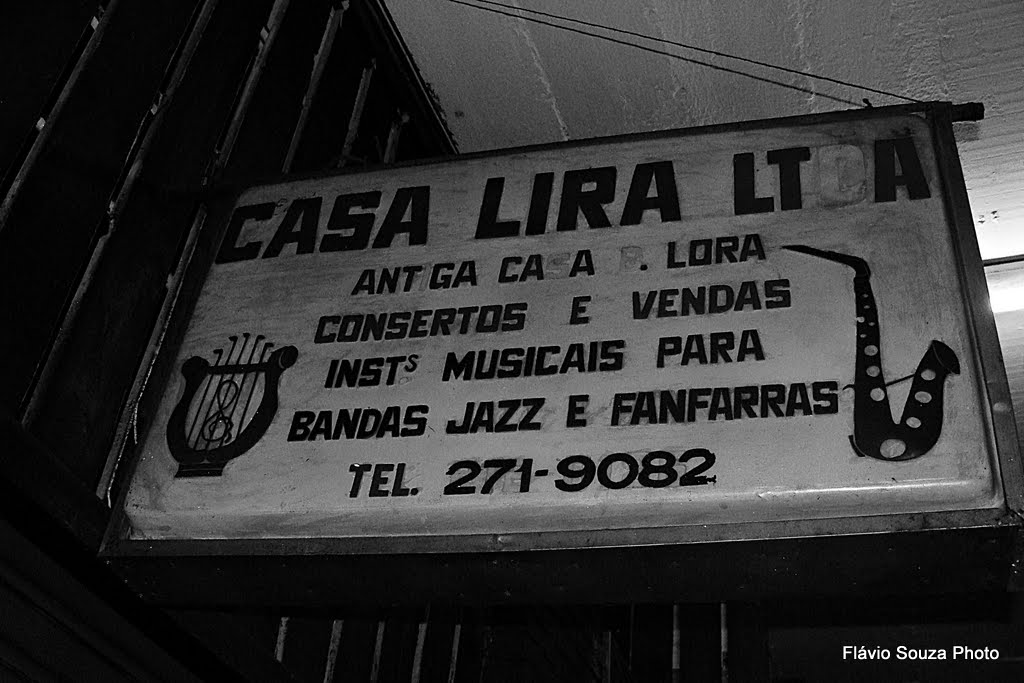 CASA LIRA LTDA
ANTIGA CASA P. LORA
CONSERTOS E VENDAS
INSTS MUSICAIS PARA
BANDAS JAZZ E FANFARRAS
TEL. 271-9082
Flávio Souza Photo